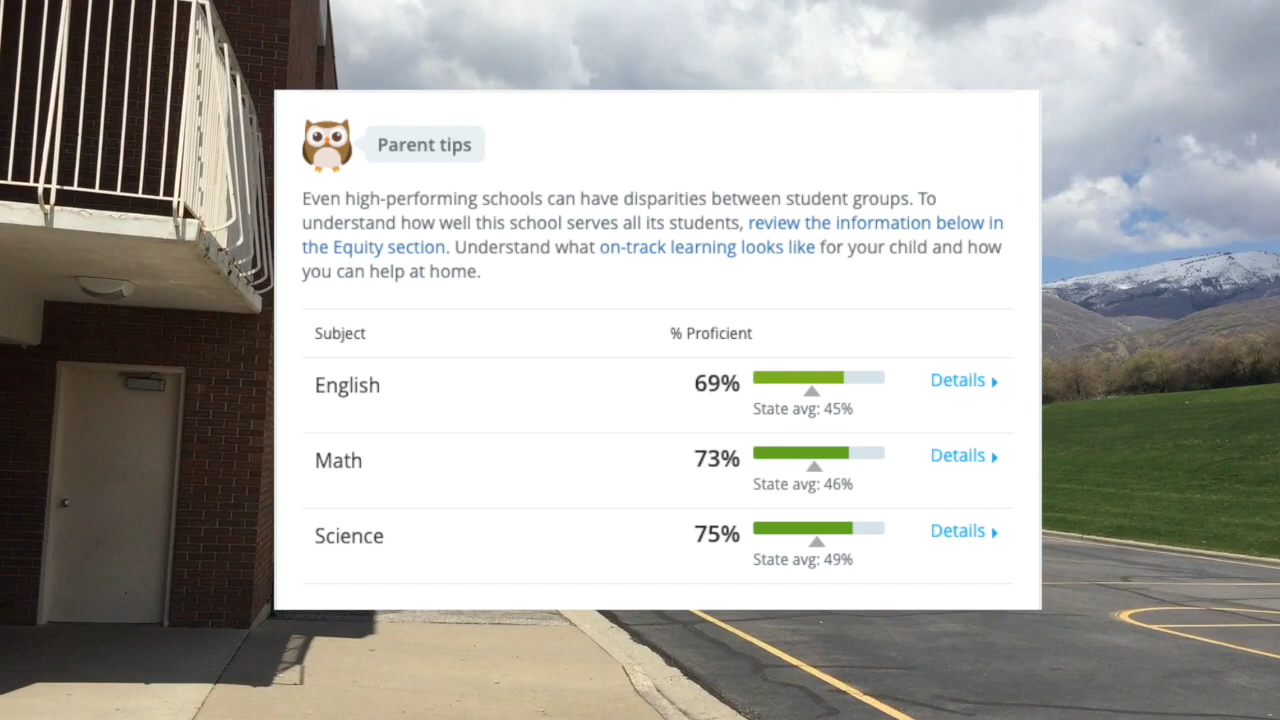 Parent tips
Even high-performing schools can have disparities between student groups. To
understand how well this school serves all its students, review the information below in
the Equity section. Understand what on-track learning looks like for your child and how
you can help at home.
Subject % Proficient
English 69% Details
State avg: 45%
Math 73% Details
State avg: 46%
Science 75% Details
State avg: 49%